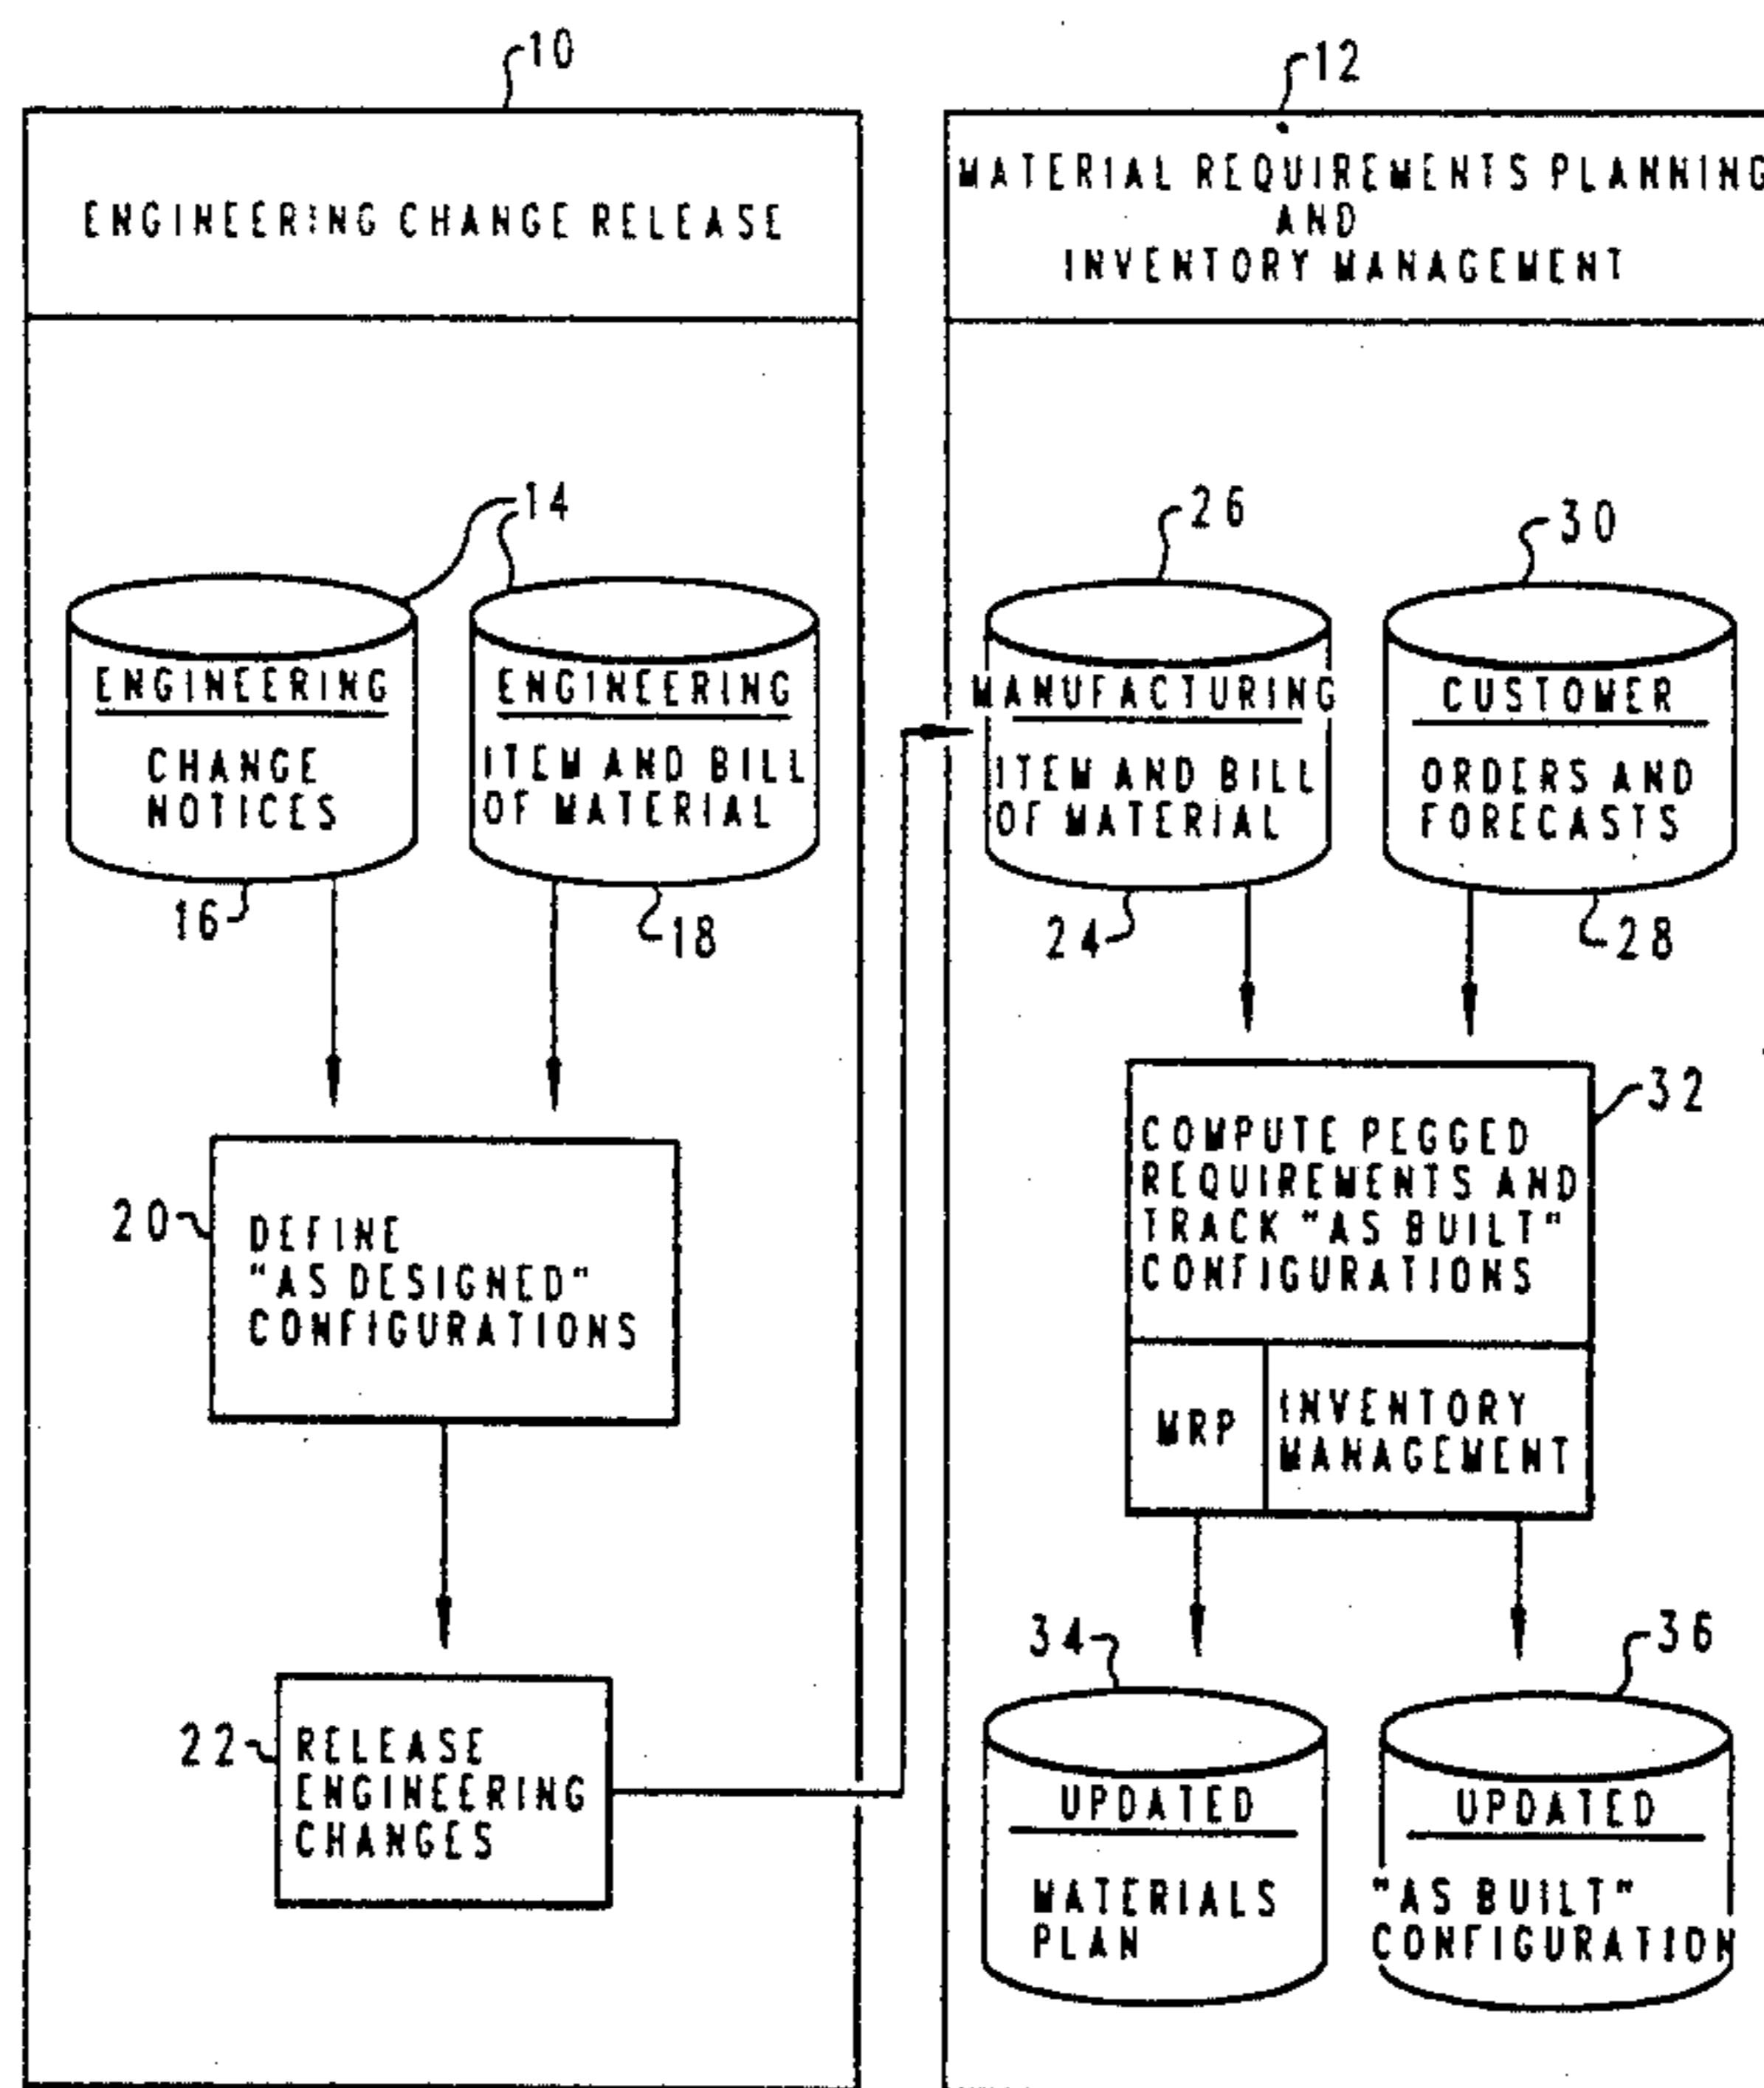 10
ENGINEERING CHANGE RELEASE
14
ENGINEERING
CHANGE
NOTICES
16
ENGINEERING
ITEM AND BILL
OF MATERIAL
18
20
DEFINE
"AS DESIGNED"
CONFIGURATIONS
22
RELEASE
ENGINEERING
CHANGES
12
MATERIAL REQUIREMENTS PLANNING
AND
INVENTORY MANAGEMENT
26
MANUFACTURING
ITEM AND BILL
OF MATERIAL
24
30
CUSTOMER
ORDERS AND
FORECASTS
28
32
COMPUTE PEGGED
REQUIREMENTS AND
TRACK "AS BUILT"
CONFIGURATIONS
MRP
INVENTORY
MANAGEMENT
34
UPDATED
MATERIALS
PLAN
36
UPDATED
"AS BUILT"
CONFIGURATION